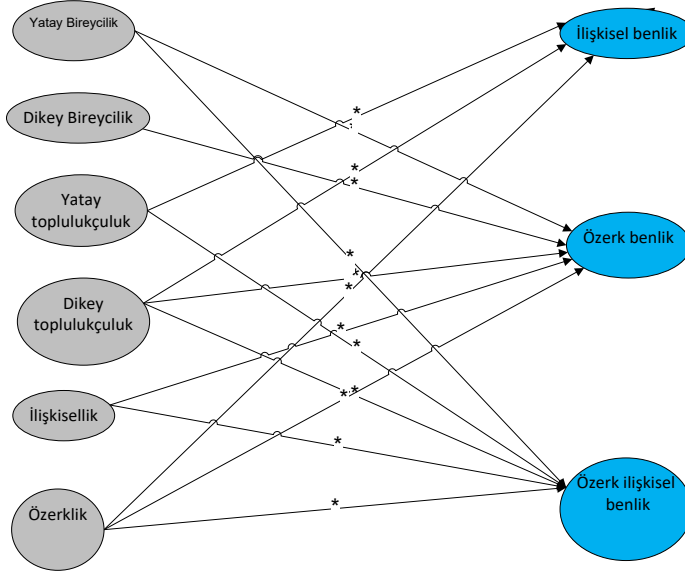 Yatay Bireycilik
İlişkisel benlik
Dikey Bireycilik
Yatay
toplulukçuluk
Özerk benlik
Dikey
toplulukçuluk
İlişkisellik
Özerk ilişkisel
benlik
Özerklik